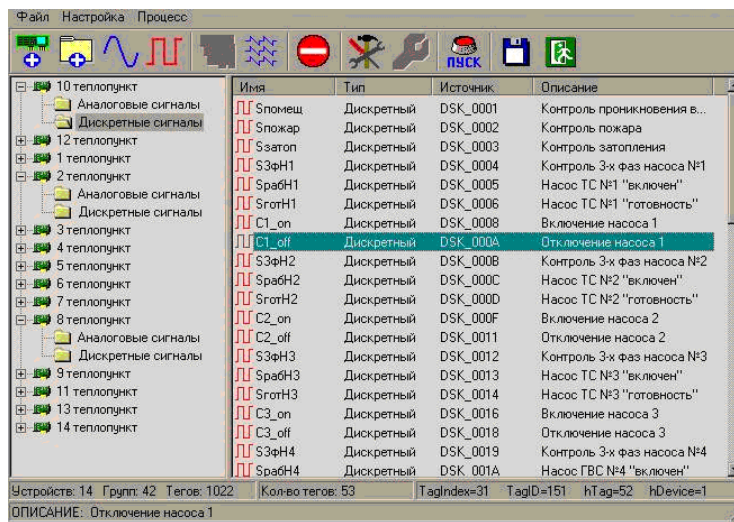 Файл Настройка Процесс
ПУСК
10 теплопункт
Аналоговые сигналы
Дискретные сигналы
12 теплопункт
1 теплопункт
2 теплопункт
Аналоговые сигналы
Дискретные сигналы
3 теплопункт
4 теплопункт
5 теплопункт
6 теплопункт
7 теплопункт
8 теплопункт
Аналоговые сигналы
Дискретные сигналы
9 теплопункт
11 теплопункт
13 теплопункт
14 теплопункт
Имя Тип Источник Описание
Sпомещ Дискретный DSK_0001 Контроль проникновения в...
Sпожар Дискретный DSK_0002 Контроль пожара
Sзатоп Дискретный DSK_0003 Контроль затопления
S3фН1 Дискретный DSK_0004 Контроль 3-х фаз насоса №1
SрабН1 Дискретный DSK_0005 Насос ТС №1 "включен"
SготН1 Дискретный DSK_0006 Насос ТС №1 "готовность"
C1_on Дискретный DSK_0008 Включение насоса 1
C1_off Дискретный DSK_000A Отключение насоса 1
S3фН2 Дискретный DSK_000B Контроль 3-х фаз насоса №2
SрабН2 Дискретный DSK_000C Насос ТС №2 "включен"
SготН2 Дискретный DSK_000D Насос ТС №2 "готовность"
C2_on Дискретный DSK_000F Включение насоса 2
C2_off Дискретный DSK_0011 Отключение насоса 2
S3фН3 Дискретный DSK_0012 Контроль 3-х фаз насоса №3
SрабН3 Дискретный DSK_0013 Насос ТС №3 "включен"
SготН3 Дискретный DSK_0014 Насос ТС №3 "готовность"
C3_on Дискретный DSK_0016 Включение насоса 3
C3_off Дискретный DSK_0018 Отключение насоса 3
S3фН4 Дискретный DSK_0019 Контроль 3-х фаз насоса №4
SрабН4 Дискретный DSK_001A Насос ГВС №4 "включен"
Устройств: 14 Групп: 42 Тегов: 1022 Кол-во тегов: 53 TagIndex=31 TagID=151 hTag=52 hDevice=1
ОПИСАНИЕ: Отключение насоса 1